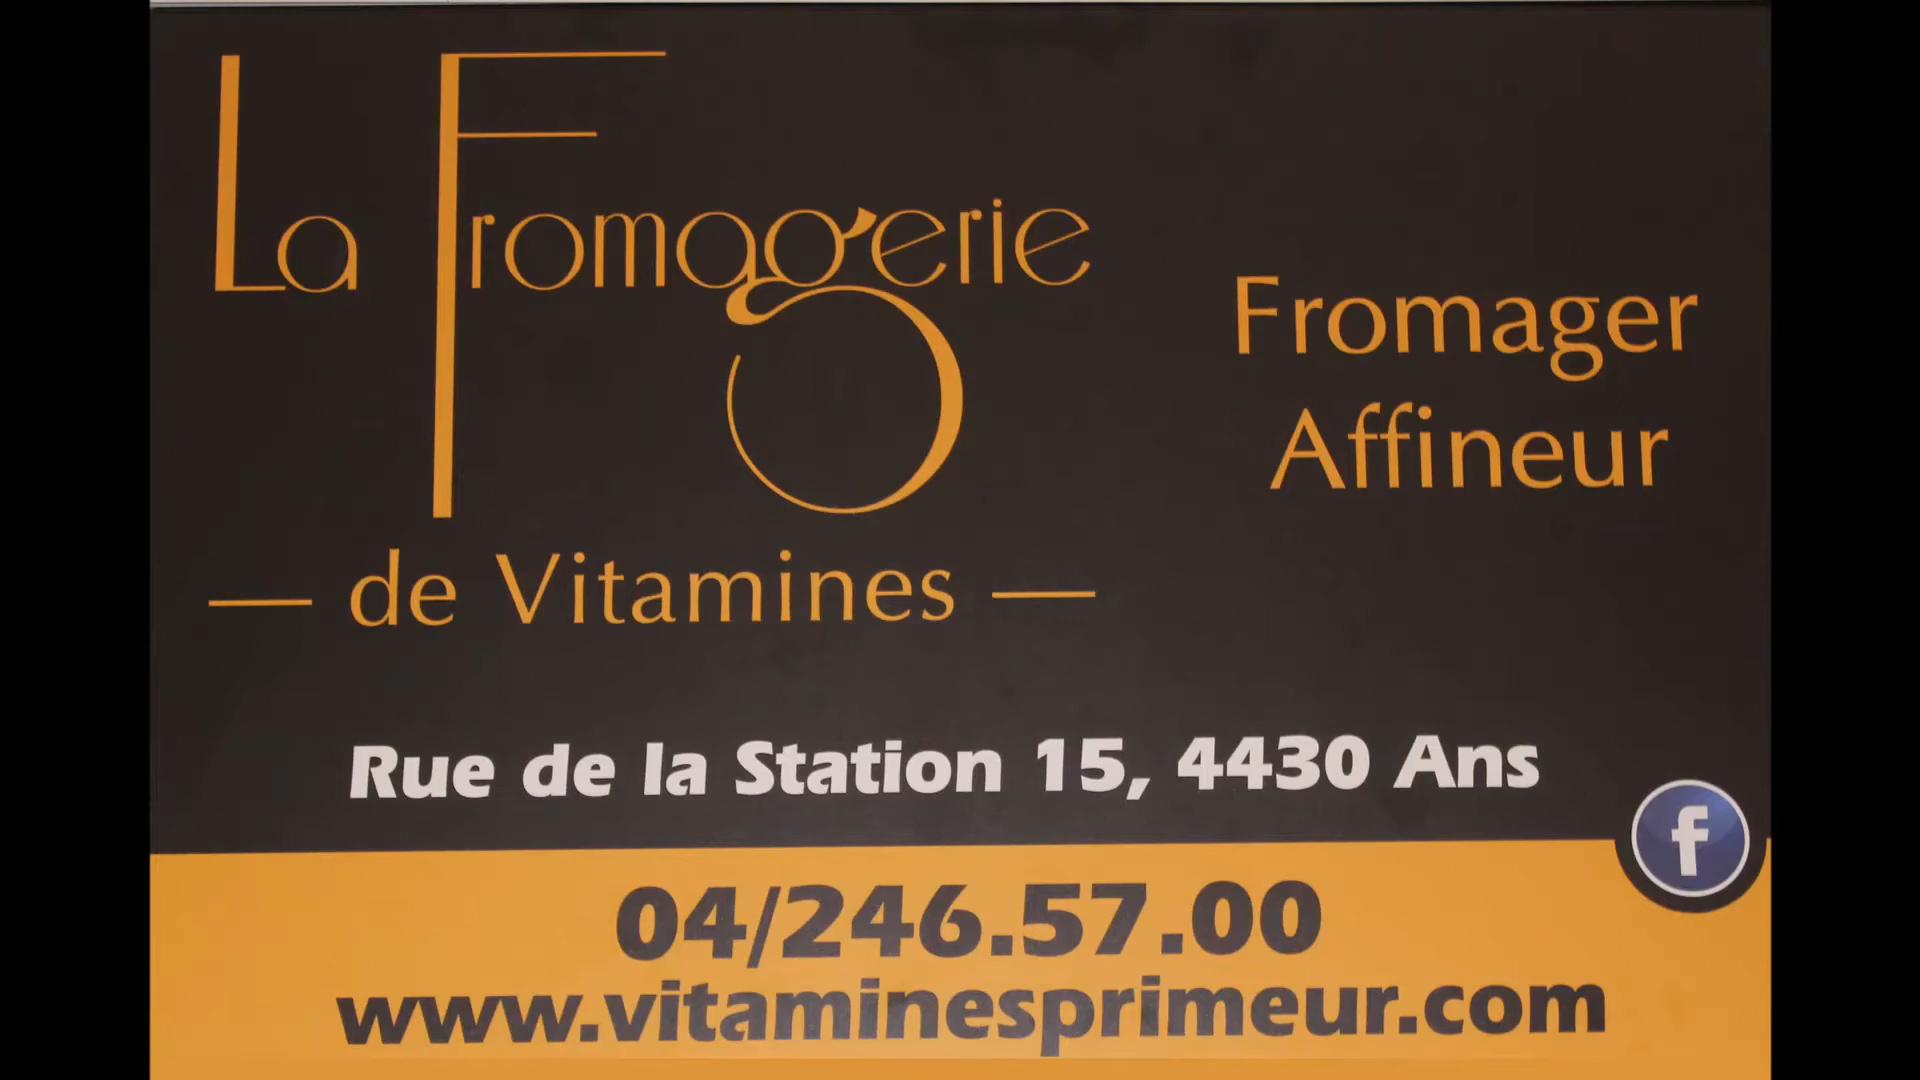 La Fromagerie
— de Vitamines —
Fromager
Affineur
Rue de la Station 15, 4430 Ans
f
04/246.57.00
www.vitaminesprimeur.com